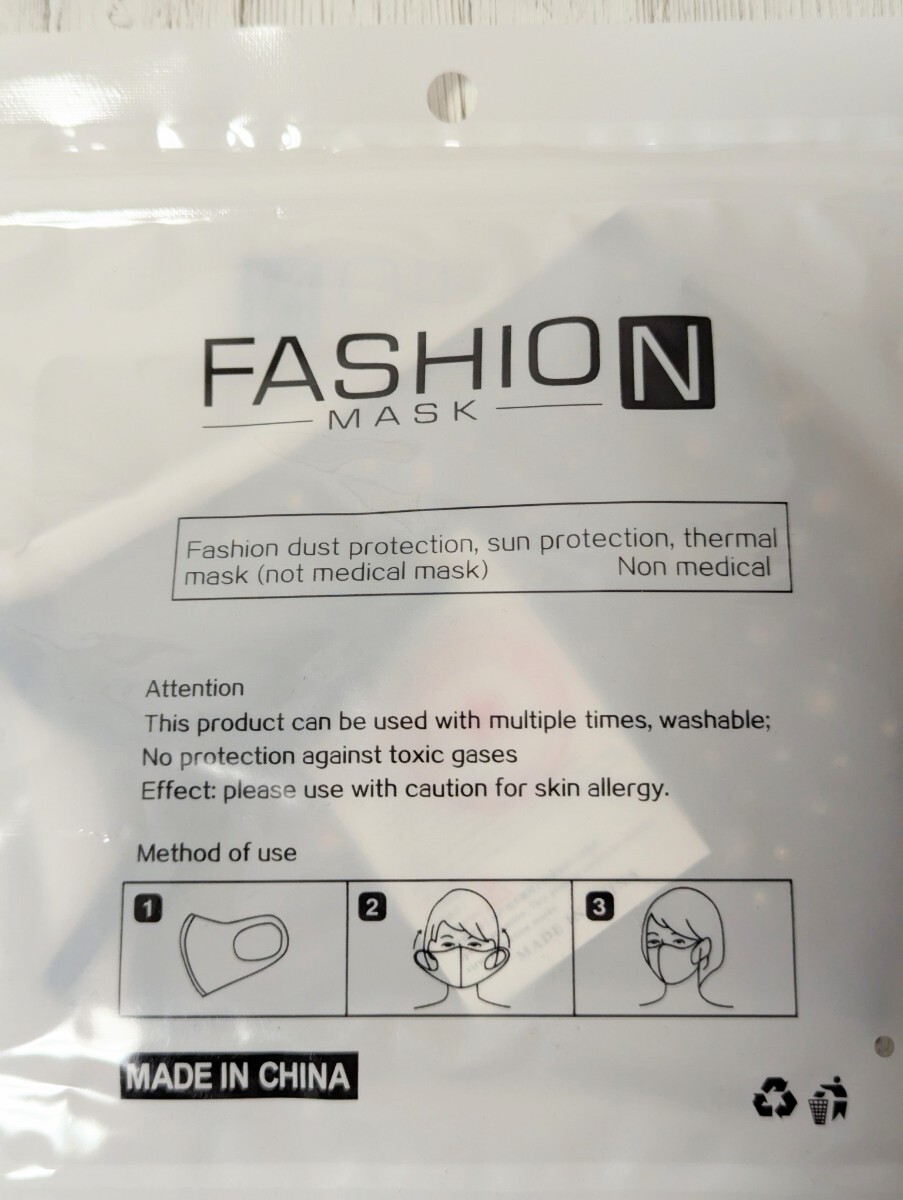 FASHION
MASK
Fashion dust protection, sun protection, thermal
mask (not medical mask) Non medical
Attention
This product can be used with multiple times, washable;
No protection against toxic gases
Effect: please use with caution for skin allergy.
Method of use
1 2 3
MADE IN CHINA